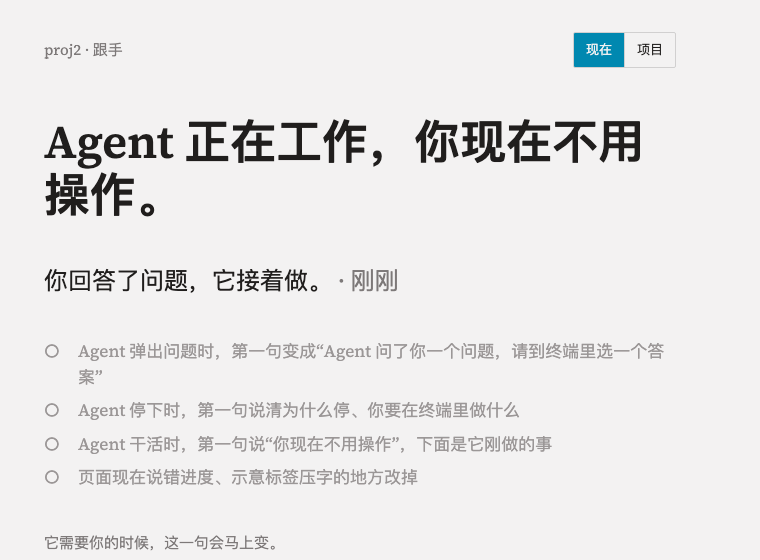 proj2 · 跟手
现在 项目
Agent 正在工作，你现在不用
操作。
你回答了问题，它接着做。 · 刚刚
Agent 弹出问题时，第一句变成“Agent 问了你一个问题，请到终端里选一个答
案”
Agent 停下时，第一句说清为什么停、你要在终端里做什么
Agent 干活时，第一句说“你现在不用操作”，下面是它刚做的事
页面现在说错进度、示意标签压字的地方改掉
它需要你的时候，这一句会马上变。